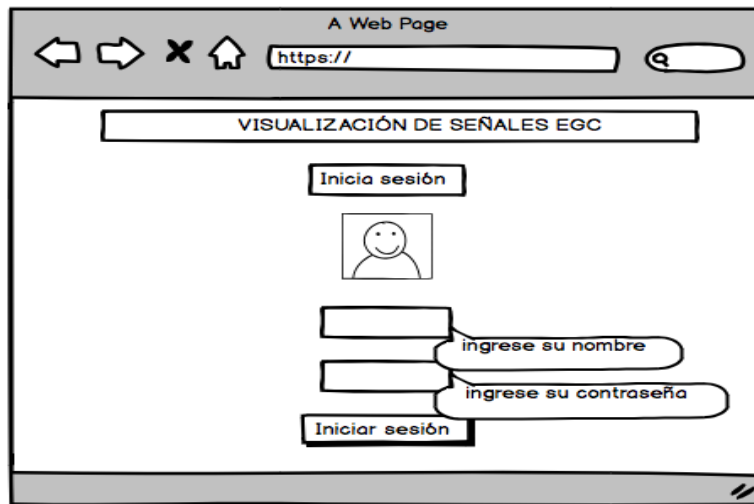 A Web Page
https://
VISUALIZACIÓN DE SEÑALES EGC
Inicia sesión
ingrese su nombre
ingrese su contraseña
Iniciar sesión